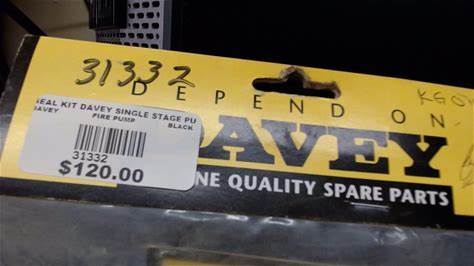 31332
DEPEND ON
SEAL KIT DAVEY SINGLE STAGE PU
DAVEY
FIRE PUMP
BLACK
31332
$120.00
DAVEY
NE QUALITY SPARE PARTS